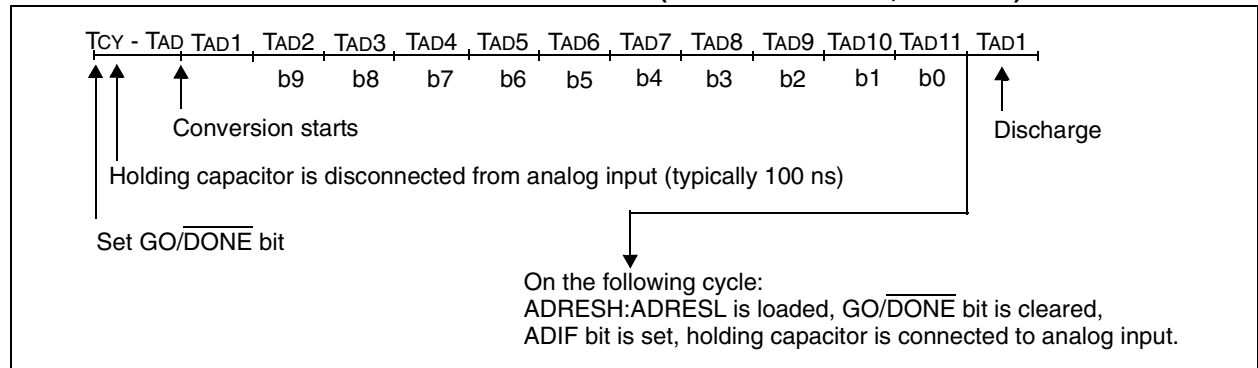 TCY - TAD TAD1 TAD2 TAD3 TAD4 TAD5 TAD6 TAD7 TAD8 TAD9 TAD10 TAD11 TAD1
b9 b8 b7 b6 b5 b4 b3 b2 b1 b0
Conversion starts
Discharge
Holding capacitor is disconnected from analog input (typically 100 ns)
Set GO/DONE bit
On the following cycle:
ADRESH:ADRESL is loaded, GO/DONE bit is cleared,
ADIF bit is set, holding capacitor is connected to analog input.